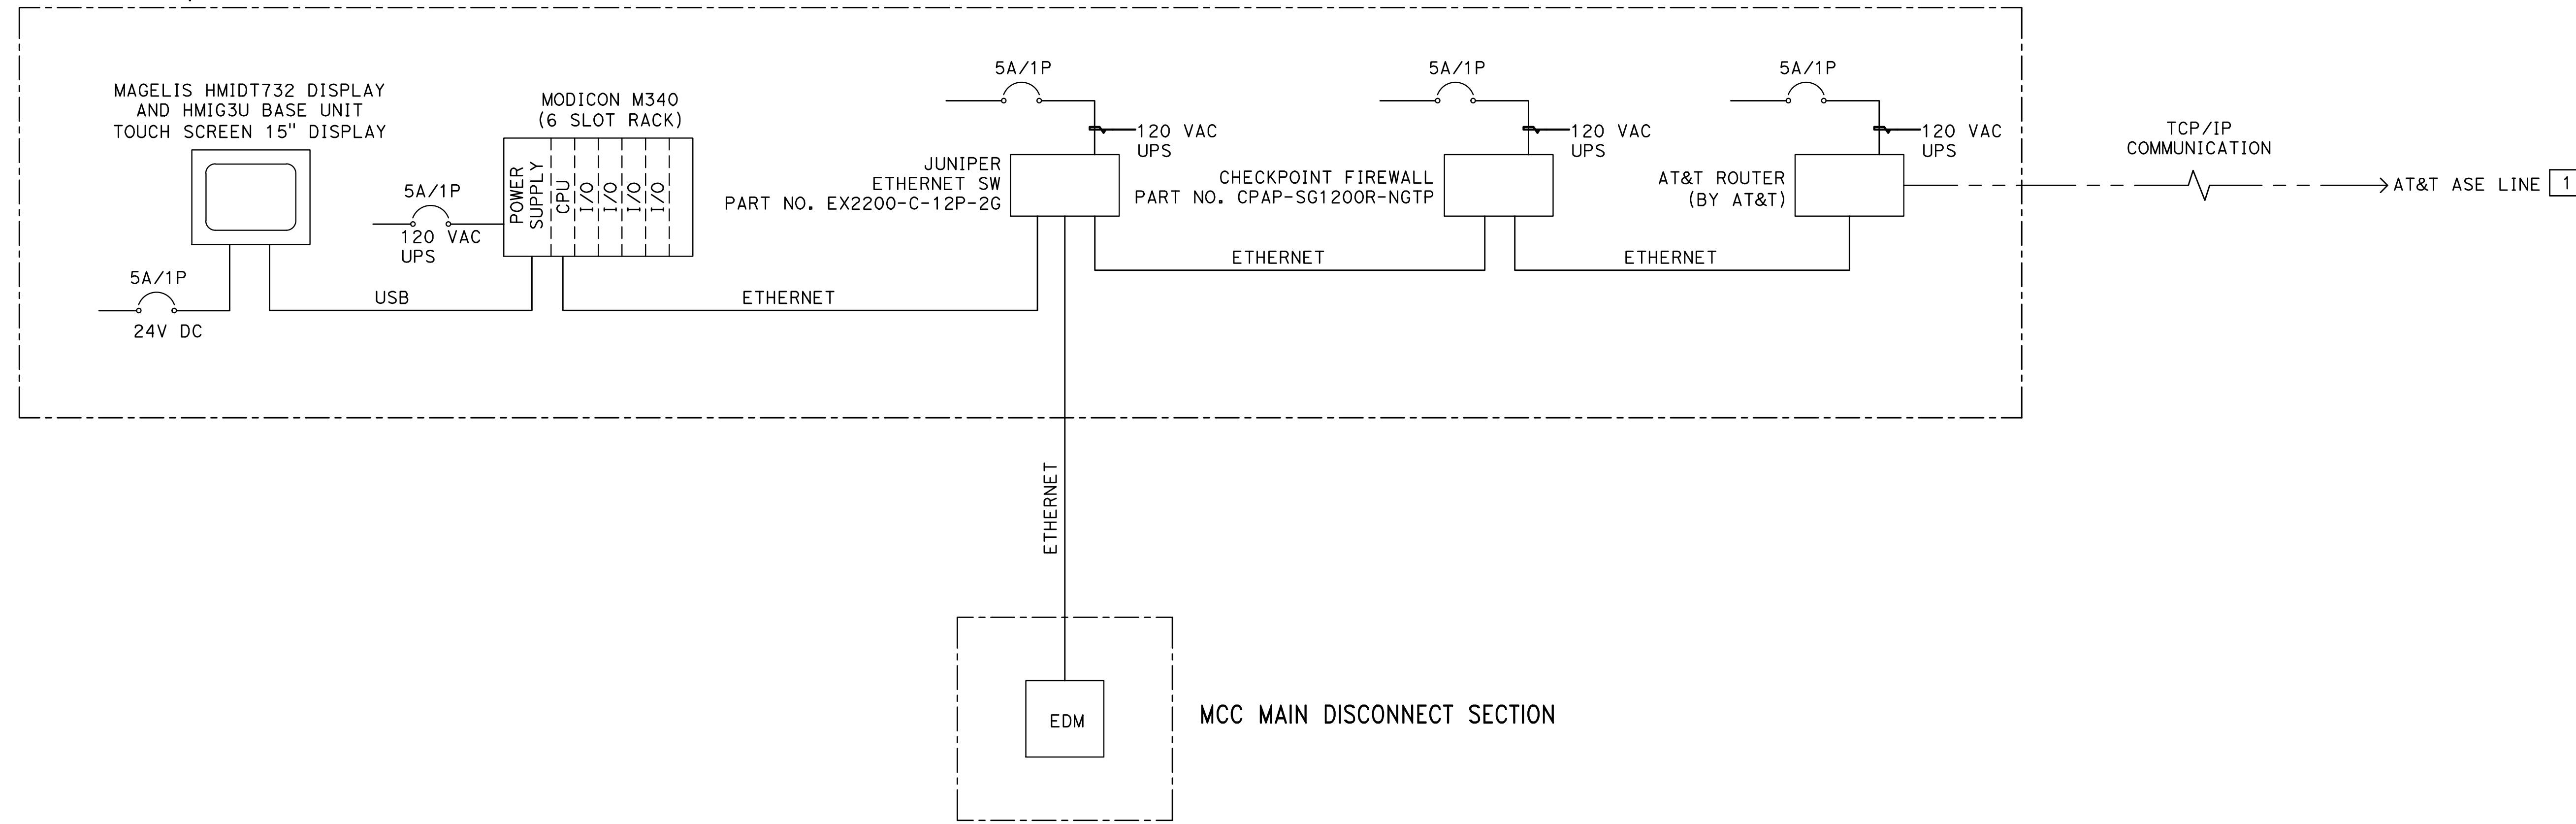 MAGELIS HMIDT732 DISPLAY
AND HMIG3U BASE UNIT
TOUCH SCREEN 15" DISPLAY
5A/1P
24V DC
USB
5A/1P
120 VAC
UPS
MODICON M340
(6 SLOT RACK)
POWER
SUPPLY
CPU
I/O
I/O
I/O
I/O
ETHERNET
5A/1P
120 VAC
UPS
JUNIPER
ETHERNET SW
PART NO. EX2200-C-12P-2G
ETHERNET
5A/1P
120 VAC
UPS
CHECKPOINT FIREWALL
PART NO. CPAP-SG1200R-NGTP
ETHERNET
5A/1P
120 VAC
UPS
AT&T ROUTER
(BY AT&T)
TCP/IP
COMMUNICATION
AT&T ASE LINE 1
ETHERNET
EDM
MCC MAIN DISCONNECT SECTION